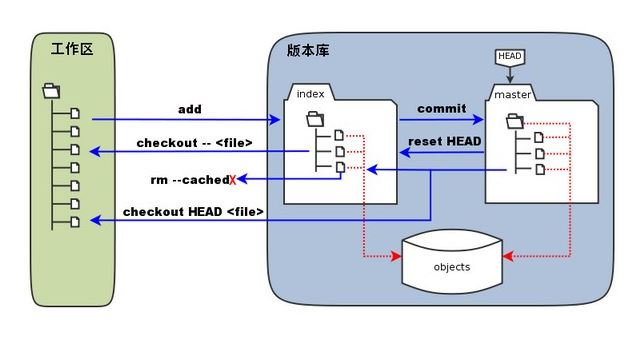 工作区
版本库
HEAD
index
master
add
commit
checkout -- <file>
reset HEAD
rm --cachedX
checkout HEAD <file>
objects